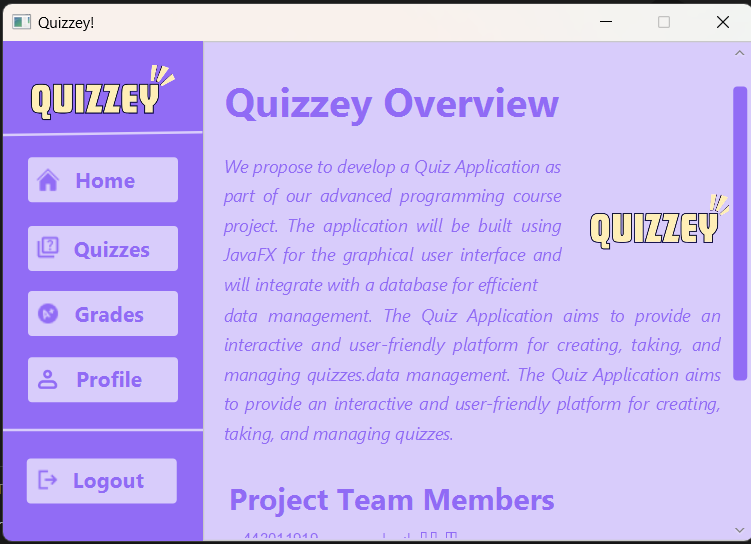 Quizzey!
QUIZZEY
Home
Quizzes
Grades
Profile
Logout
Quizzey Overview
We propose to develop a Quiz Application as
part of our advanced programming course
project. The application will be built using
JavaFX for the graphical user interface and
will integrate with a database for efficient
QUIZZEY
data management. The Quiz Application aims to provide an
interactive and user-friendly platform for creating, taking, and
managing quizzes.data management. The Quiz Application aims
to provide an interactive and user-friendly platform for creating,
taking, and managing quizzes.
Project Team Members